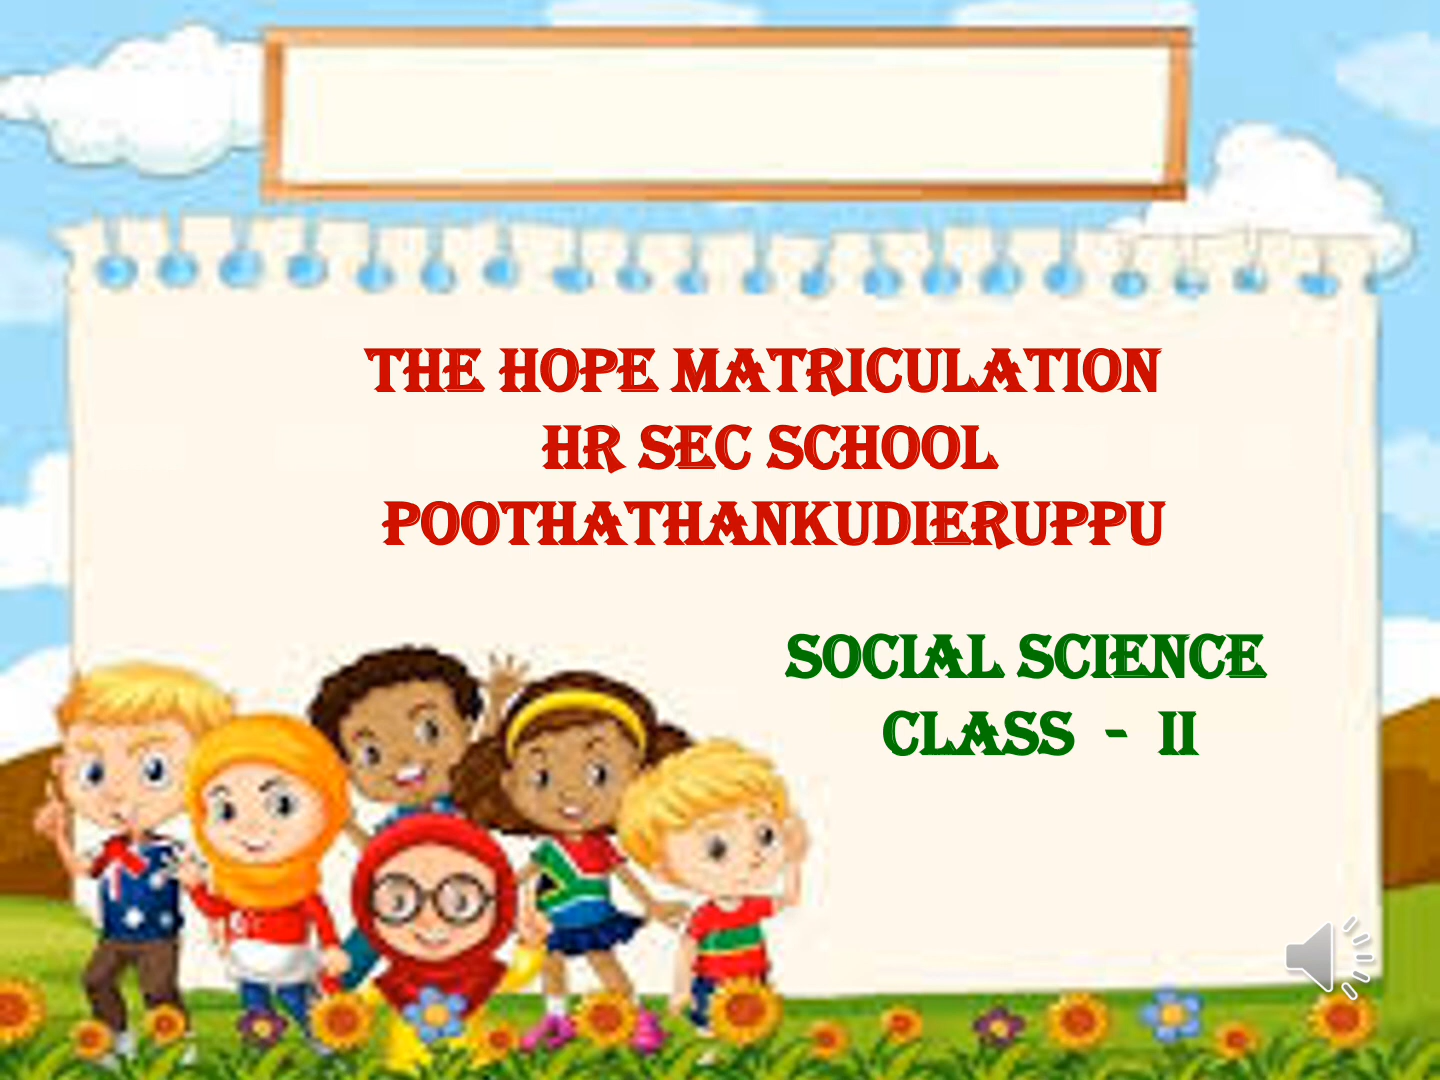 THE HOPE MATRICULATION
HR SEC SCHOOL
POOTHATHANKUDIERUPPU
SOCIAL SCIENCE
CLASS - II